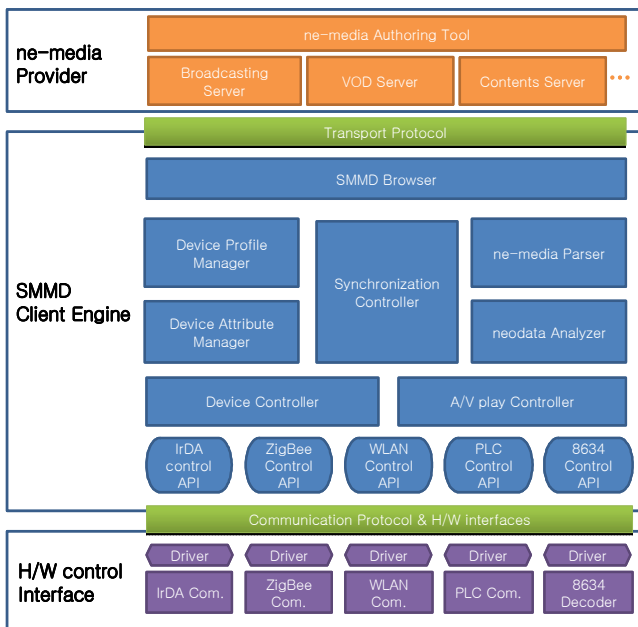 ne-media
Provider
ne-media Authoring Tool
Broadcasting
Server
VOD Server
Contents Server
...
Transport Protocol
SMMD Browser
SMMD
Client Engine
Device Profile
Manager
Synchronization
Controller
ne-media Parser
Device Attribute
Manager
neodata Analyzer
Device Controller
A/V play Controller
IrDA
control
API
ZigBee
Control
API
WLAN
Control
API
PLC
Control
API
8634
Control
API
Communication Protocol & H/W interfaces
H/W control
Interface
Driver
Driver
Driver
Driver
Driver
IrDA Com.
ZigBee
Com.
WLAN
Com.
PLC Com.
8634
Decoder